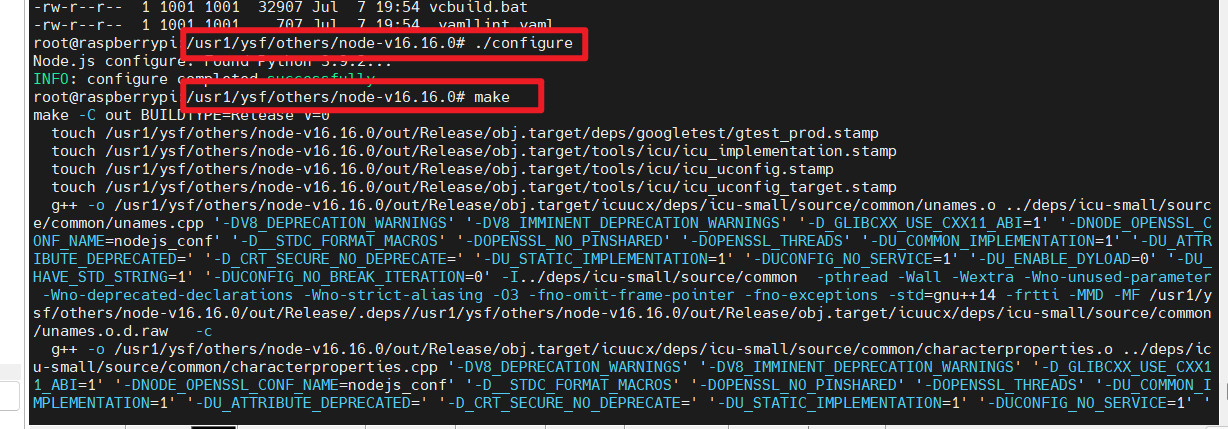 -rw-r--r--  1 1001 1001  32907 Jul  7 19:54 vcbuild.bat
-rw-r--r--  1 1001 1001    707 Jul  7 19:54 .yamllint.yaml
root@raspberrypi:/usr1/ysf/others/node-v16.16.0# ./configure
Node.js configure: Found Python 3.9.2...
INFO: configure completed successfully
root@raspberrypi:/usr1/ysf/others/node-v16.16.0# make
make -C out BUILDTYPE=Release V=0
  touch /usr1/ysf/others/node-v16.16.0/out/Release/obj.target/deps/googletest/gtest_prod.stamp
  touch /usr1/ysf/others/node-v16.16.0/out/Release/obj.target/tools/icu/icu_implementation.stamp
  touch /usr1/ysf/others/node-v16.16.0/out/Release/obj.target/tools/icu/icu_uconfig.stamp
  touch /usr1/ysf/others/node-v16.16.0/out/Release/obj.target/tools/icu/icu_uconfig_target.stamp
  g++ -o /usr1/ysf/others/node-v16.16.0/out/Release/obj.target/icuucx/deps/icu-small/source/common/unames.o ../deps/icu-small/sourc
e/common/unames.cpp '-DV8_DEPRECATION_WARNINGS' '-DV8_IMMINENT_DEPRECATION_WARNINGS' '-D_GLIBCXX_USE_CXX11_ABI=1' '-DNODE_OPENSSL_C
ONF_NAME=nodejs_conf' '-D__STDC_FORMAT_MACROS' '-DOPENSSL_NO_PINSHARED' '-DOPENSSL_THREADS' '-DU_COMMON_IMPLEMENTATION=1' '-DU_ATTR
IBUTE_DEPRECATED=' '-D_CRT_SECURE_NO_DEPRECATE=' '-DU_STATIC_IMPLEMENTATION=1' '-DUCONFIG_NO_SERVICE=1' '-DU_ENABLE_DYLOAD=0' '-DU_
HAVE_STD_STRING=1' '-DUCONFIG_NO_BREAK_ITERATION=0' -I../deps/icu-small/source/common  -pthread -Wall -Wextra -Wno-unused-parameter
 -Wno-deprecated-declarations -Wno-strict-aliasing -O3 -fno-omit-frame-pointer -fno-exceptions -std=gnu++14 -frtti -MMD -MF /usr1/y
sf/others/node-v16.16.0/out/Release/.deps//usr1/ysf/others/node-v16.16.0/out/Release/obj.target/icuucx/deps/icu-small/source/common
/unames.o.d.raw   -c
  g++ -o /usr1/ysf/others/node-v16.16.0/out/Release/obj.target/icuucx/deps/icu-small/source/common/characterproperties.o ../deps/ic
u-small/source/common/characterproperties.cpp '-DV8_DEPRECATION_WARNINGS' '-DV8_IMMINENT_DEPRECATION_WARNINGS' '-D_GLIBCXX_USE_CXX1
1_ABI=1' '-DNODE_OPENSSL_CONF_NAME=nodejs_conf' '-D__STDC_FORMAT_MACROS' '-DOPENSSL_NO_PINSHARED' '-DOPENSSL_THREADS' '-DU_COMMON_I
MPLEMENTATION=1' '-DU_ATTRIBUTE_DEPRECATED=' '-D_CRT_SECURE_NO_DEPRECATE=' '-DU_STATIC_IMPLEMENTATION=1' '-DUCONFIG_NO_SERVICE=1' '